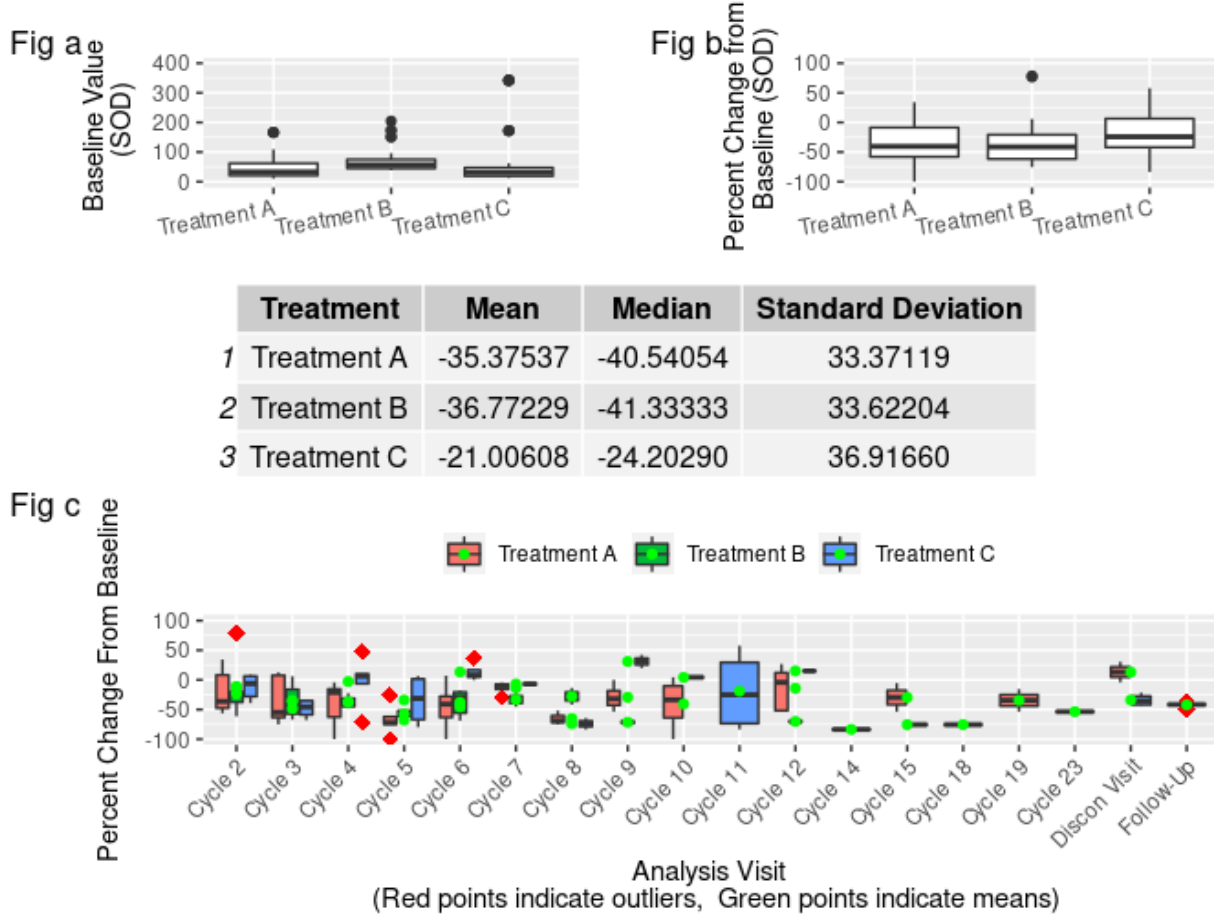 Fig a
Baseline Value
(SOD)
400
300
200
100
0
Treatment A
Treatment B
Treatment C
Fig b
Percent Change from
Baseline (SOD)
100
50
0
-50
-100
Treatment A
Treatment B
Treatment C
Treatment Mean Median Standard Deviation
1 Treatment A -35.37537 -40.54054 33.37119
2 Treatment B -36.77229 -41.33333 33.62204
3 Treatment C -21.00608 -24.20290 36.91660
Fig c
Percent Change From Baseline
Treatment A Treatment B Treatment C
100
50
0
-50
-100
Cycle 2
Cycle 3
Cycle 4
Cycle 5
Cycle 6
Cycle 7
Cycle 8
Cycle 9
Cycle 10
Cycle 11
Cycle 12
Cycle 14
Oycle 15
Cycle 18
Oycle 19
Cycle 23
Discon Visit
Follow-Up
Analysis Visit
(Red points indicate outliers, Green points indicate means)